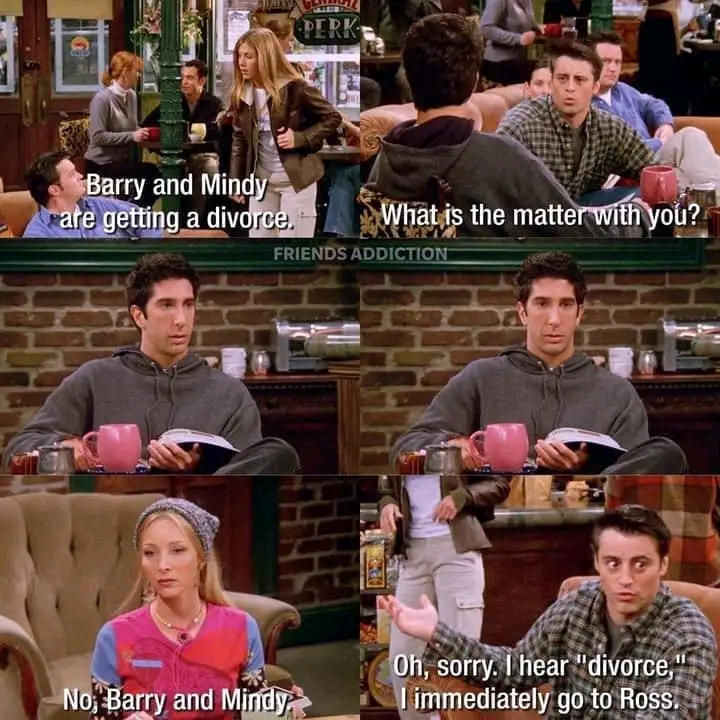 PERK
Barry and Mindy
are getting a divorce.
What is the matter with you?
FRIENDS ADDICTION
No, Barry and Mindy.
Oh, sorry. I hear "divorce,"
I immediately go to Ross.